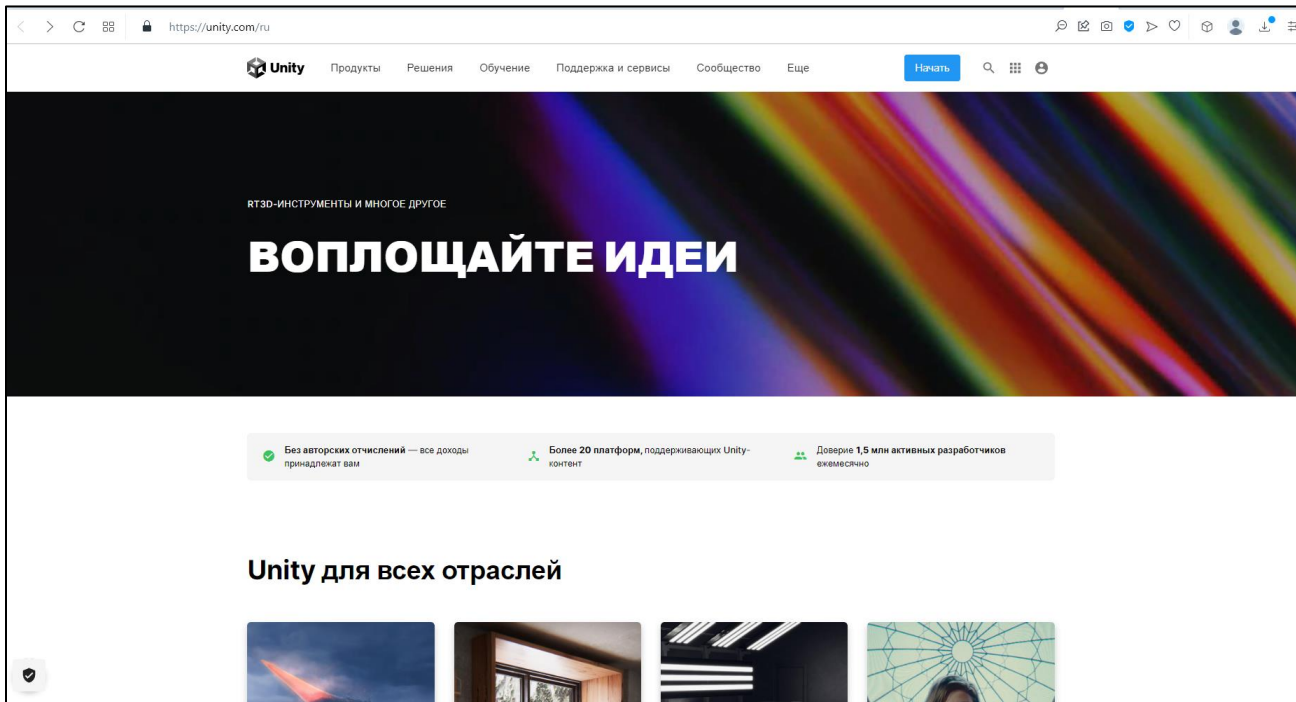 https://unity.com/ru
Unity Продукты Решения Обучение Поддержка и сервисы Сообщество Еще Начать
RT3D-ИНСТРУМЕНТЫ И МНОГОЕ ДРУГОЕ
ВОПЛОЩАЙТЕ ИДЕИ
Без авторских отчислений — все доходы
принадлежат вам
Более 20 платформ, поддерживающих Unity-
контент
Доверие 1,5 млн активных разработчиков
ежемесячно
Unity для всех отраслей